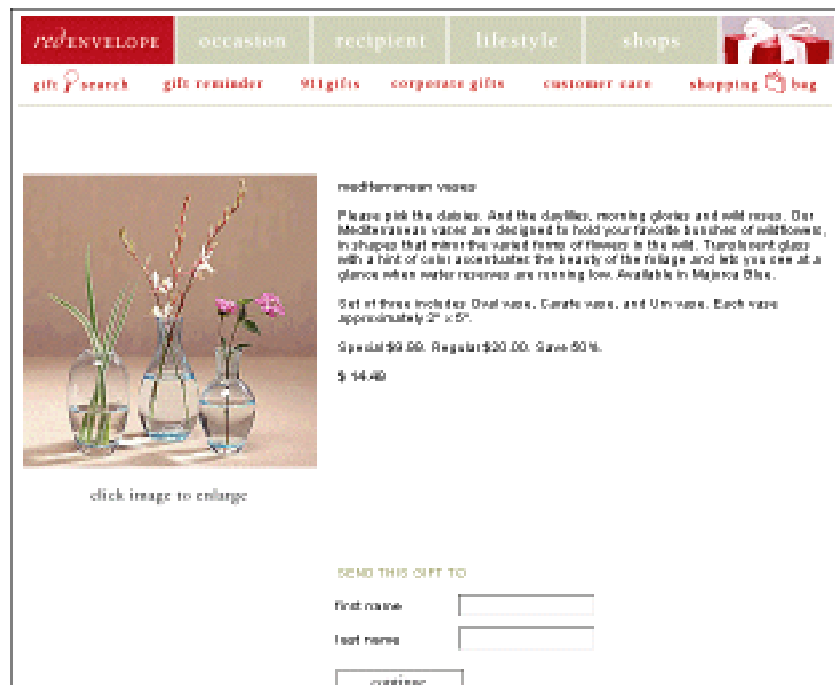 redENVELOPE
occasion
recipient
lifestyle
shops
gift search
gift reminder
911gifts
corporate gifts
customer care
shopping bag
mediterranean vases
Please pick the daisies. And the daylilies, morning glories and wild roses. Our
Mediterranean vases are designed to hold your favorite bunches of wildflowers,
in shapes that mirror the varied forms of flowers in the wild. Translucent glass
with a hint of color accentuates the beauty of the foliage and lets you see at a
glance when water reserves are running low. Available in Majorca Blue.
Set of three includes Oval vase, Carafe vase, and Urn vase. Each vase
approximately 2" x 5".
Special $9.99. Regular $20.00. Save 50%.
$ 14.49
click image to enlarge
SEND THIS GIFT TO
first name
last name
continue